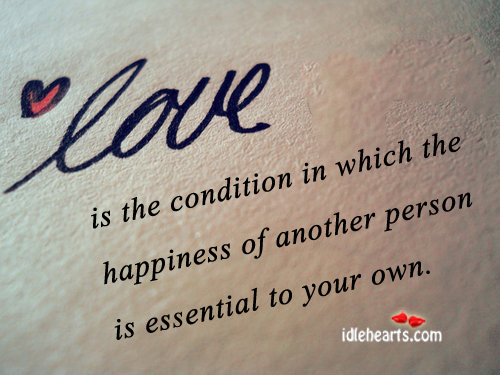 love
is the condition in which the
happiness of another person
is essential to your own.
idlehearts.com